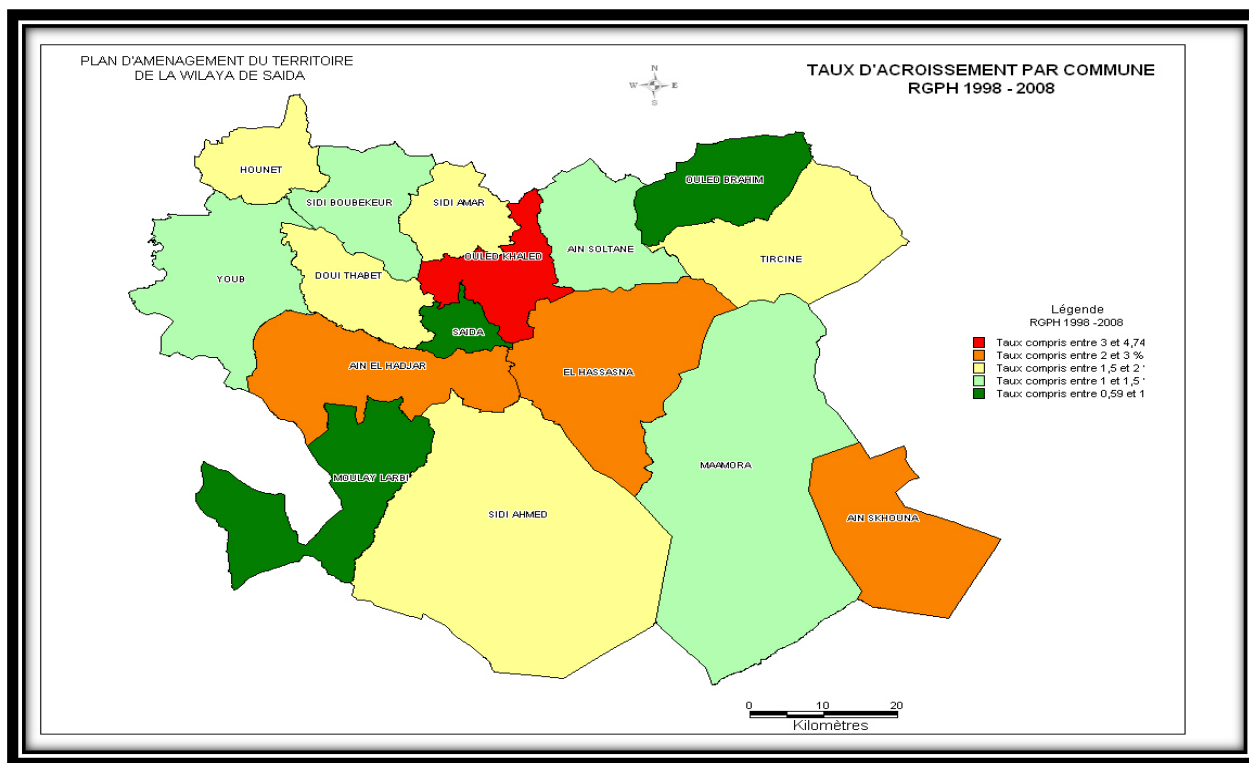 PLAN D'AMENAGEMENT DU TERRITOIRE
DE LA WILAYA DE SAIDA
TAUX D'ACROISSEMENT PAR COMMUNE
RGPH 1998 - 2008
N
W E
S
HOUNET
SIDI BOUBEKEUR
SIDI AMAR
OULED BRAHIM
OULED KHALED
AIN SOLTANE
TIRCINE
YOUB
DOUI THABET
SAIDA
AIN EL HADJAR
EL HASSASNA
MAAMORA
MOULAY LARBI
SIDI AHMED
AIN SKHOUNA
Légende
RGPH 1998 -2008
Taux compris entre 3 et 4,74
Taux compris entre 2 et 3 %
Taux compris entre 1,5 et 2
Taux compris entre 1 et 1,5
Taux compris entre 0,59 et 1
0 10 20
Kilomètres